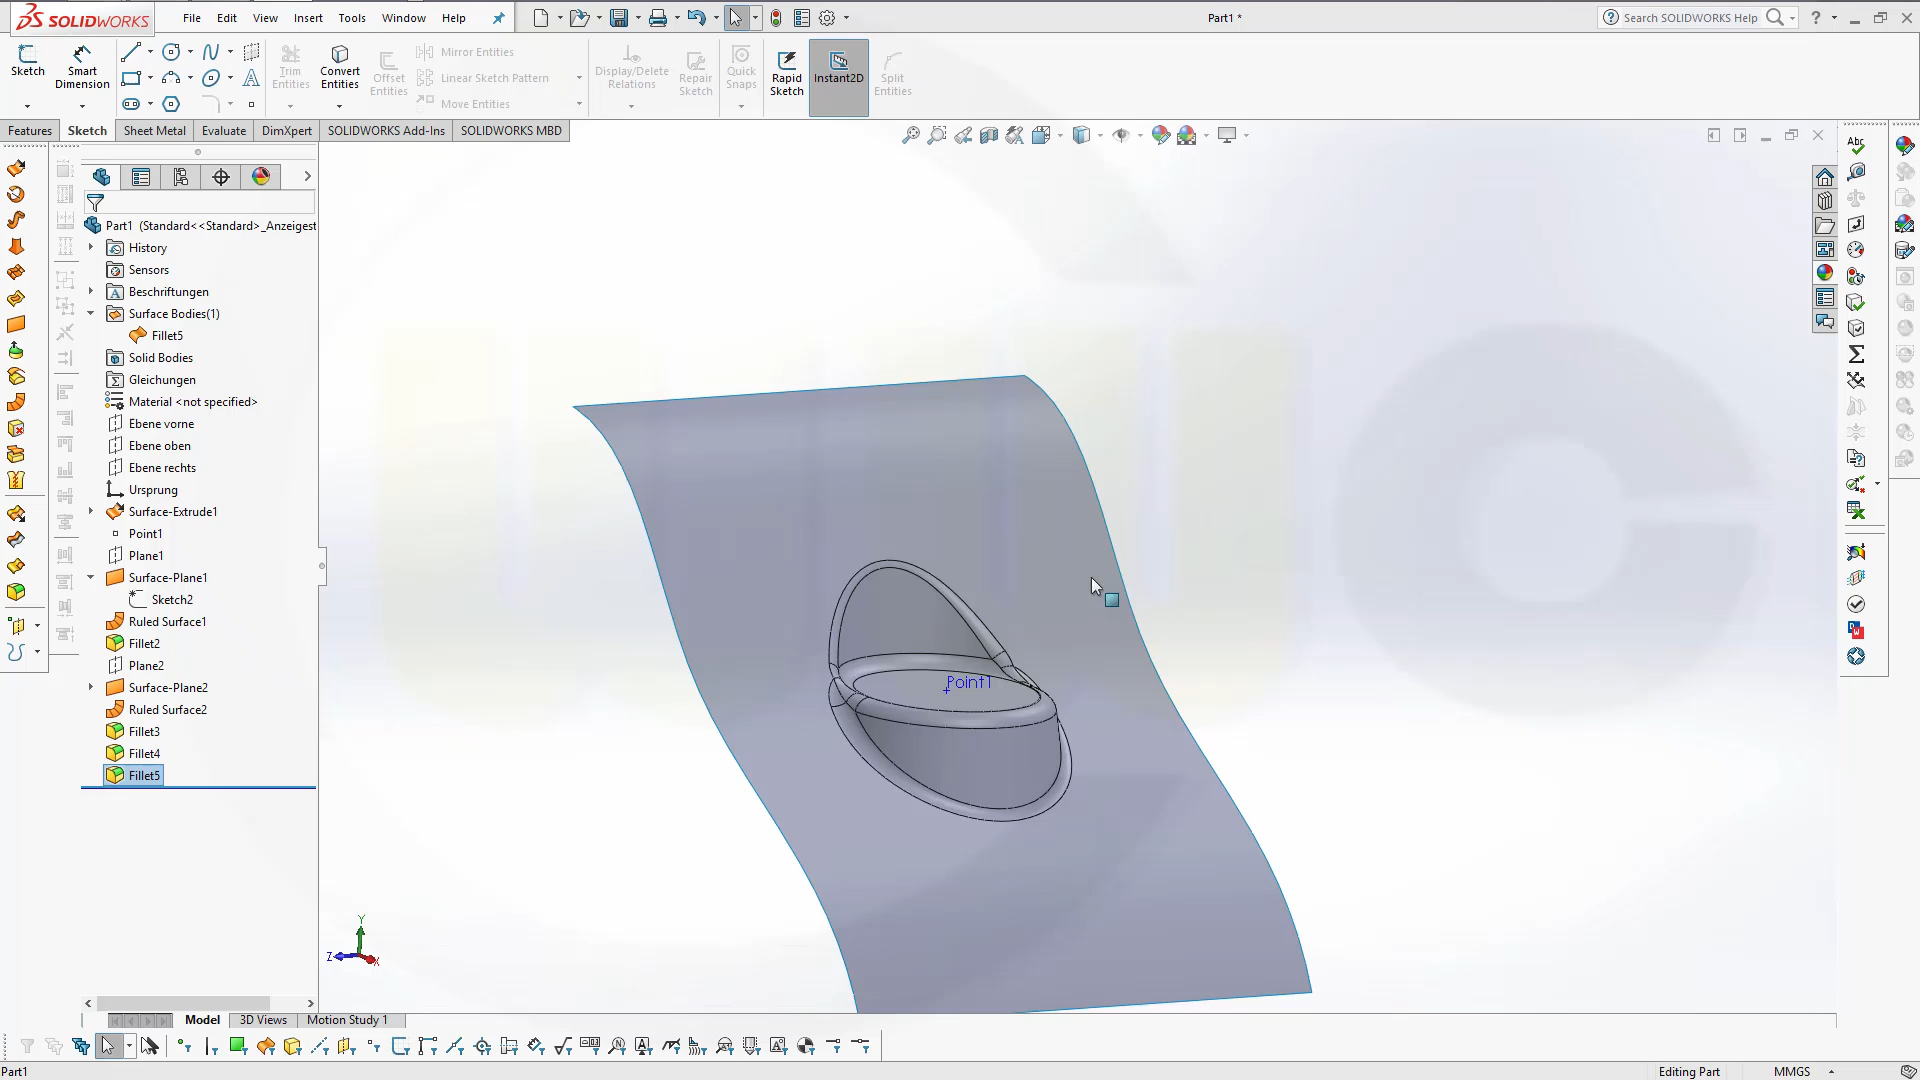 SOLIDWORKS
File Edit View Insert Tools Window Help
Part1 *
Search SOLIDWORKS Help
Sketch
Smart Dimension
Trim Entities
Convert Entities
Offset Entities
Mirror Entities
Linear Sketch Pattern
Move Entities
Display/Delete Relations
Repair Sketch
Quick Snaps
Rapid Sketch
Instant2D
Split Entities
Features Sketch Sheet Metal Evaluate DimXpert SOLIDWORKS Add-Ins SOLIDWORKS MBD
Part1 (Standard<<Standard>_Anzeigest
History
Sensors
Beschriftungen
Surface Bodies(1)
Fillet5
Solid Bodies
Gleichungen
Material <not specified>
Ebene vorne
Ebene oben
Ebene rechts
Ursprung
Surface-Extrude1
Point1
Plane1
Surface-Plane1
Sketch2
Ruled Surface1
Fillet2
Plane2
Surface-Plane2
Ruled Surface2
Fillet3
Fillet4
Fillet5
Point1
Y
Z
X
Model 3D Views Motion Study 1
Part1
Editing Part
MMGS